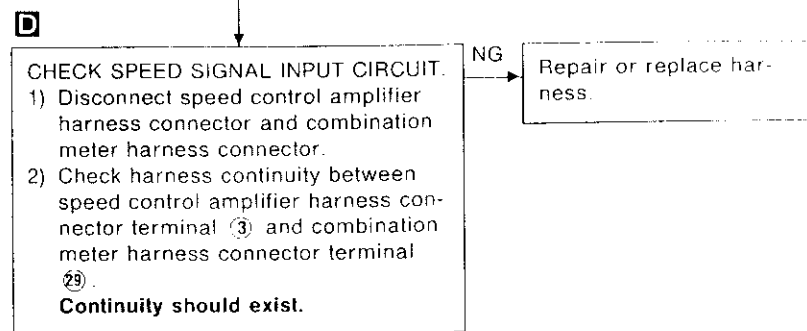 D
CHECK SPEED SIGNAL INPUT CIRCUIT.
1) Disconnect speed control amplifier
harness connector and combination
meter harness connector.
2) Check harness continuity between
speed control amplifier harness con-
nector terminal ③ and combination
meter harness connector terminal
㉙.
Continuity should exist.
NG
Repair or replace har-
ness.